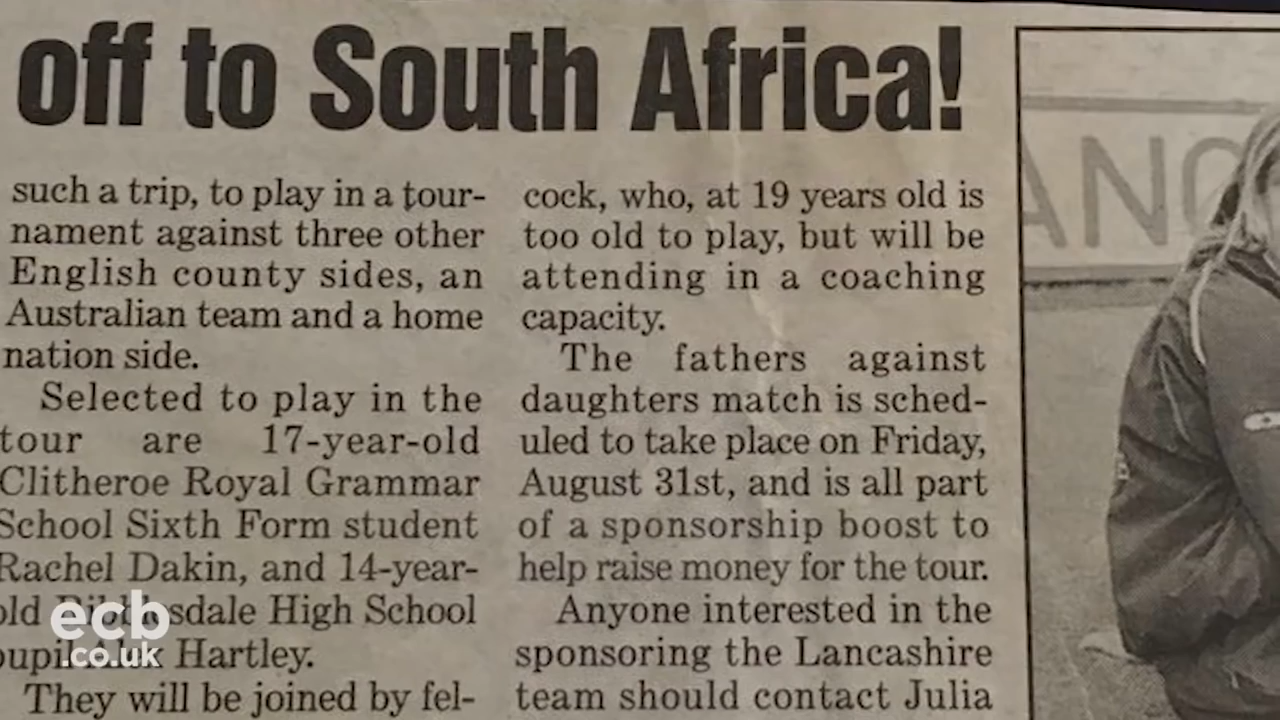 off to South Africa!
such a trip, to play in a tour-
nament against three other
English county sides, an
Australian team and a home
nation side.
Selected to play in the
tour are 17-year-old
Clitheroe Royal Grammar
School Sixth Form student
Rachel Dakin, and 14-year-
old Ribblesdale High School
pupil Hartley.
They will be joined by fel-
cock, who, at 19 years old is
too old to play, but will be
attending in a coaching
capacity.
The fathers against
daughters match is sched-
uled to take place on Friday,
August 31st, and is all part
of a sponsorship boost to
help raise money for the tour.
Anyone interested in the
sponsoring the Lancashire
team should contact Julia
ANC
ecb
.co.uk